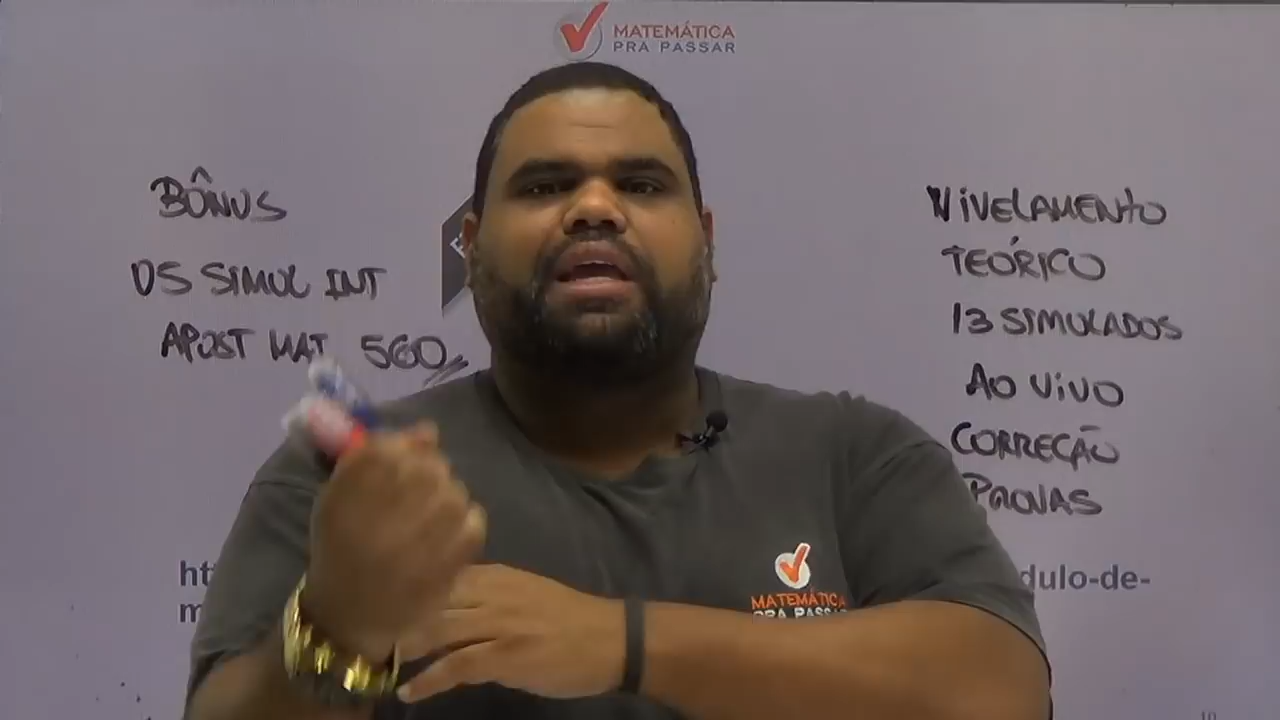 MATEMÁTICA
PRA PASSAR
BÔNUS
05 SIMUL INT
APOST MAT 560
NIVELAMENTO
TEÓRICO
13 SIMULADOS
AO VIVO
CORREÇÃO
PROVAS
ht
dulo-de-
m
MATEMÁTICA
PRA PASSAR